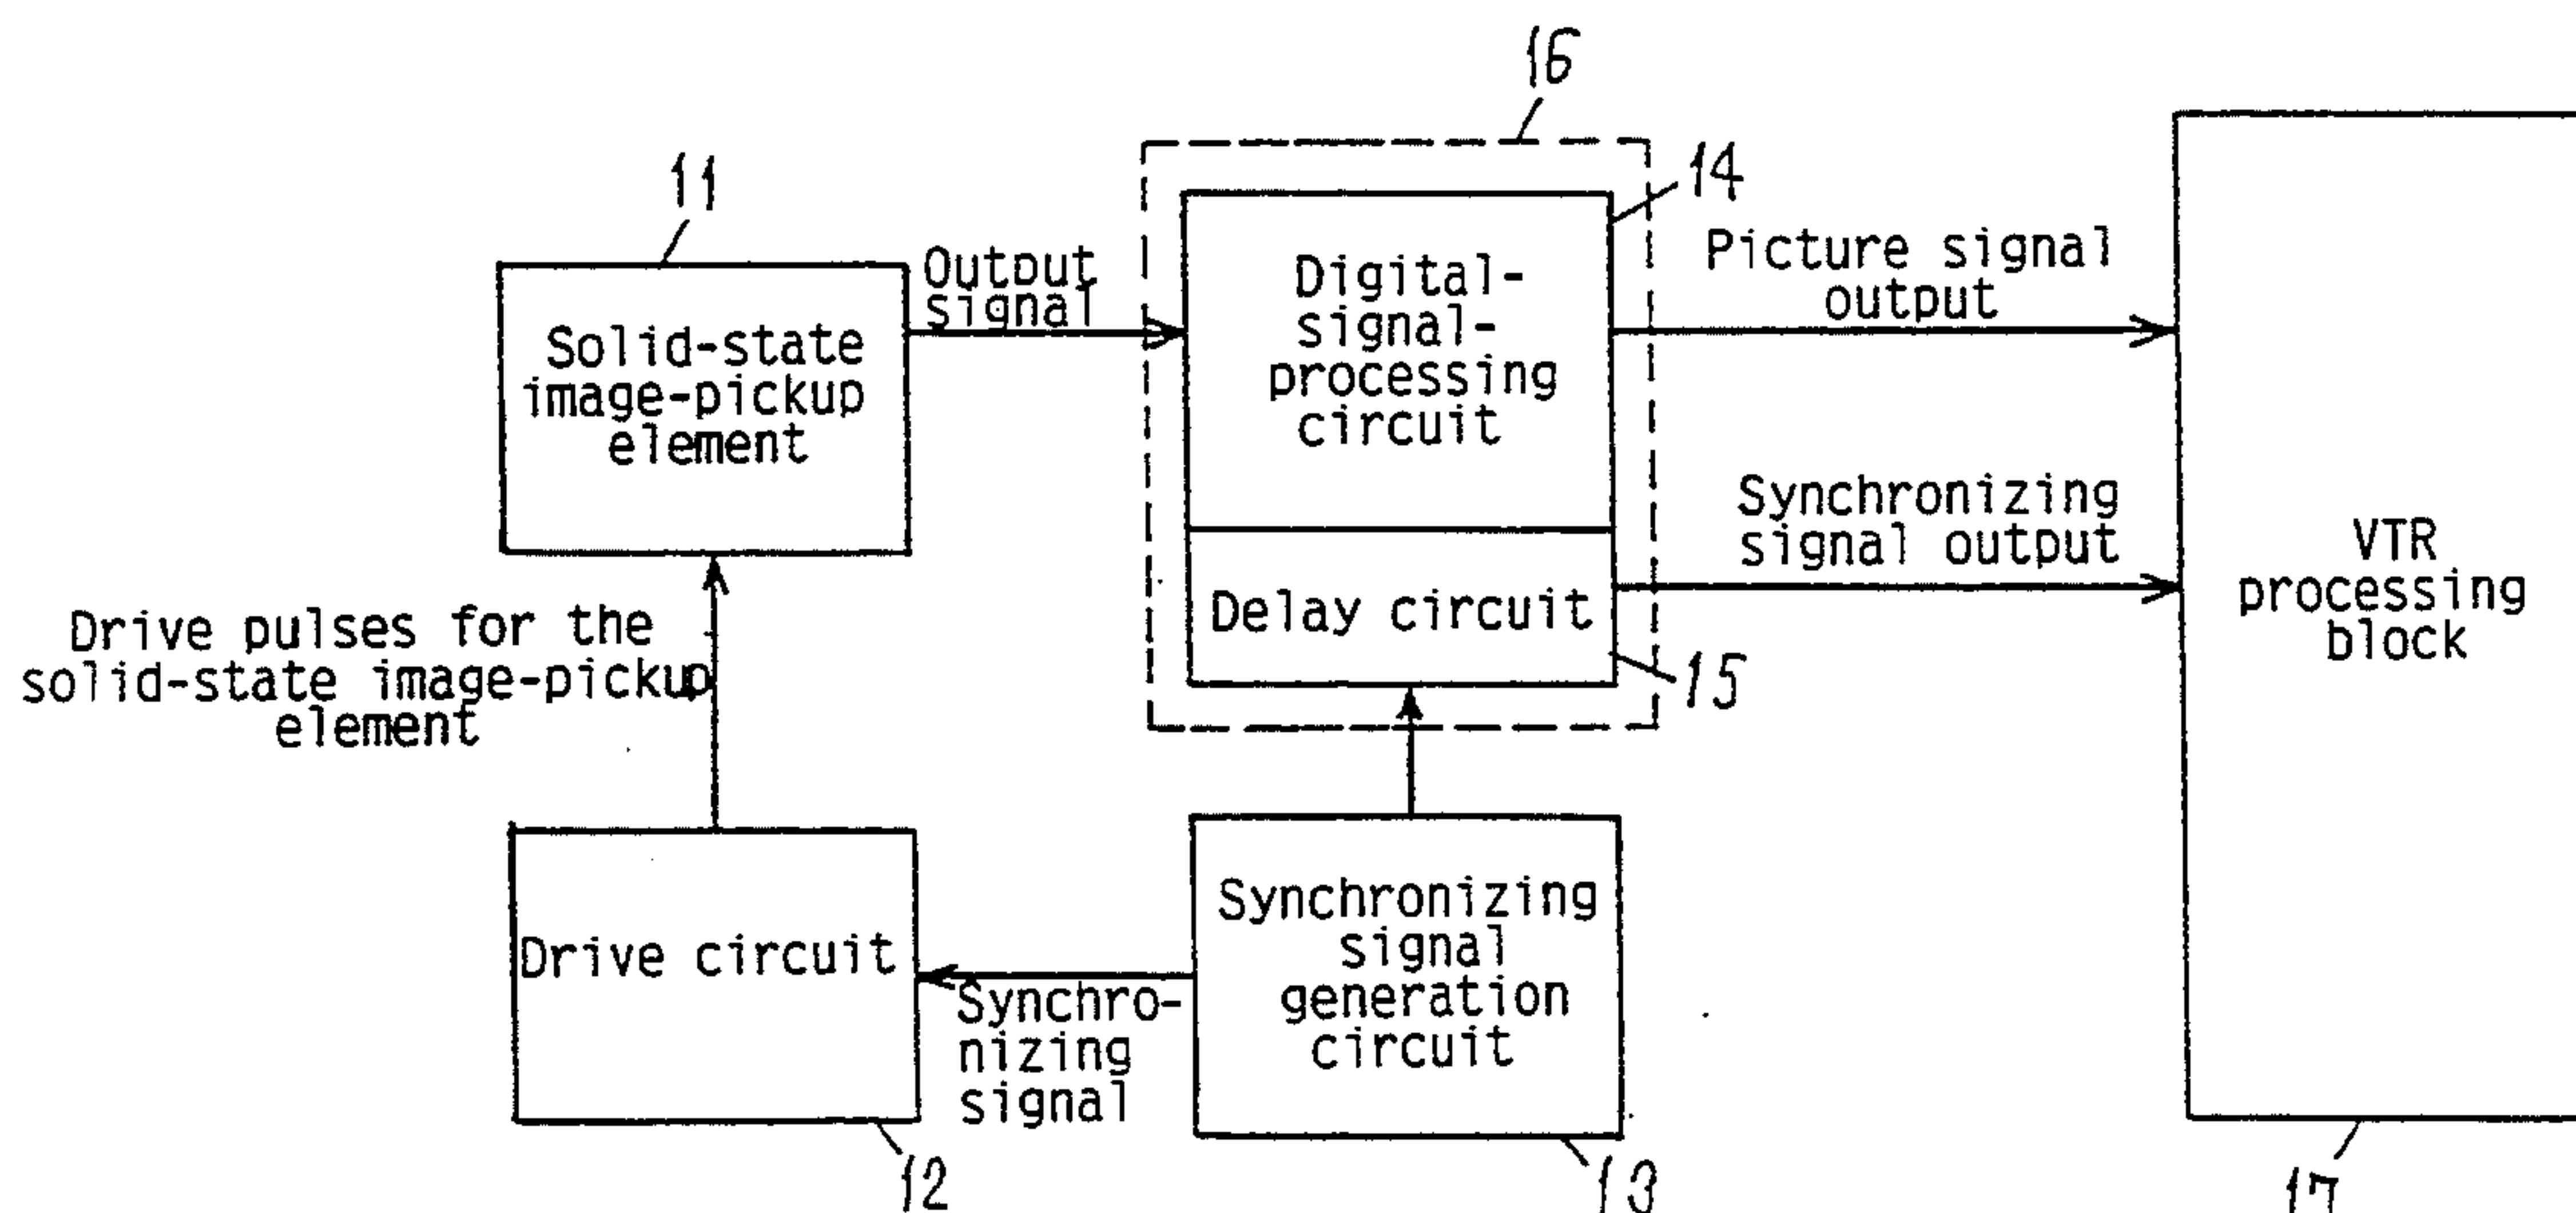 16
11
14
Output
signal
Solid-state
image-pickup
element
Digital-
signal-
processing
circuit
Picture signal
output
Synchronizing
signal output
VTR
processing
block
Delay circuit
15
Drive pulses for the
solid-state image-pickup
element
Drive circuit
Synchro-
nizing
signal
Synchronizing
signal
generation
circuit
12
13
17